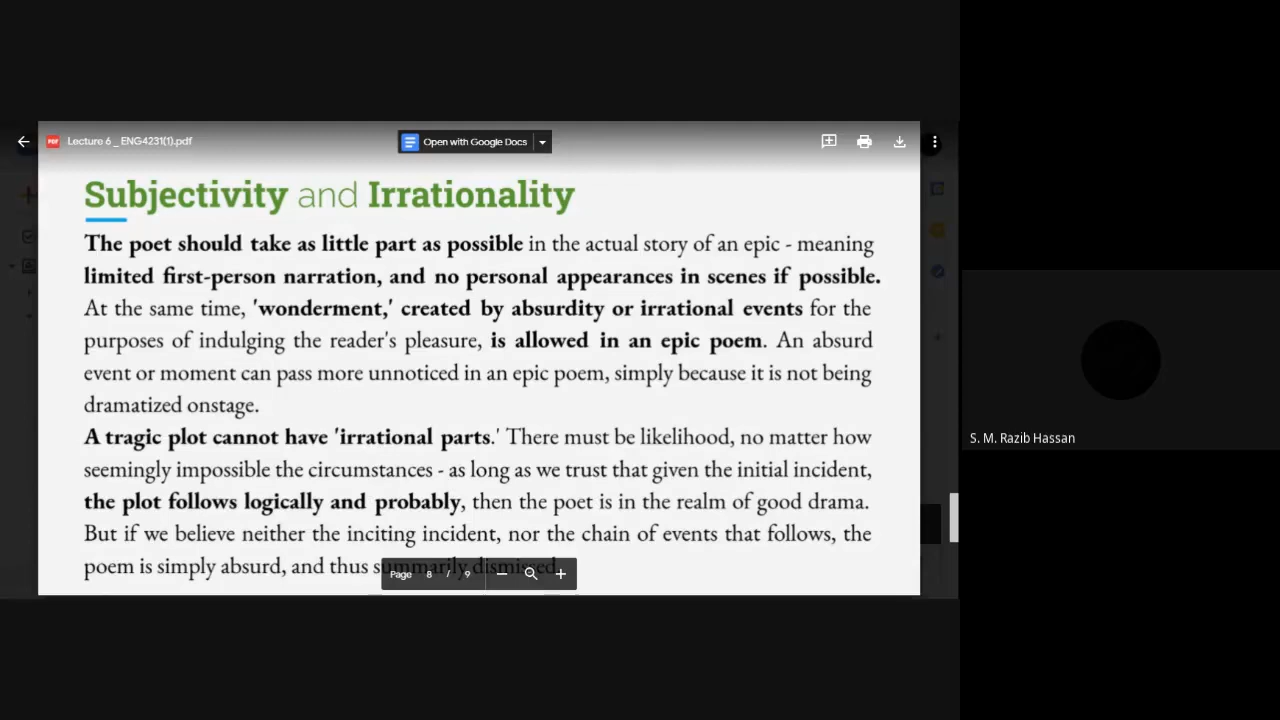 Lecture 6 _ ENG4231(1).pdf
Open with Google Docs
Subjectivity and Irrationality
The poet should take as little part as possible in the actual story of an epic - meaning
limited first-person narration, and no personal appearances in scenes if possible.
At the same time, 'wonderment,' created by absurdity or irrational events for the
purposes of indulging the reader's pleasure, is allowed in an epic poem. An absurd
event or moment can pass more unnoticed in an epic poem, simply because it is not being
dramatized onstage.
A tragic plot cannot have 'irrational parts.' There must be likelihood, no matter how
seemingly impossible the circumstances - as long as we trust that given the initial incident,
the plot follows logically and probably, then the poet is in the realm of good drama.
But if we believe neither the inciting incident, nor the chain of events that follows, the
poem is simply absurd, and thus summarily dismissed.
Page 8 / 9
S. M. Razib Hassan